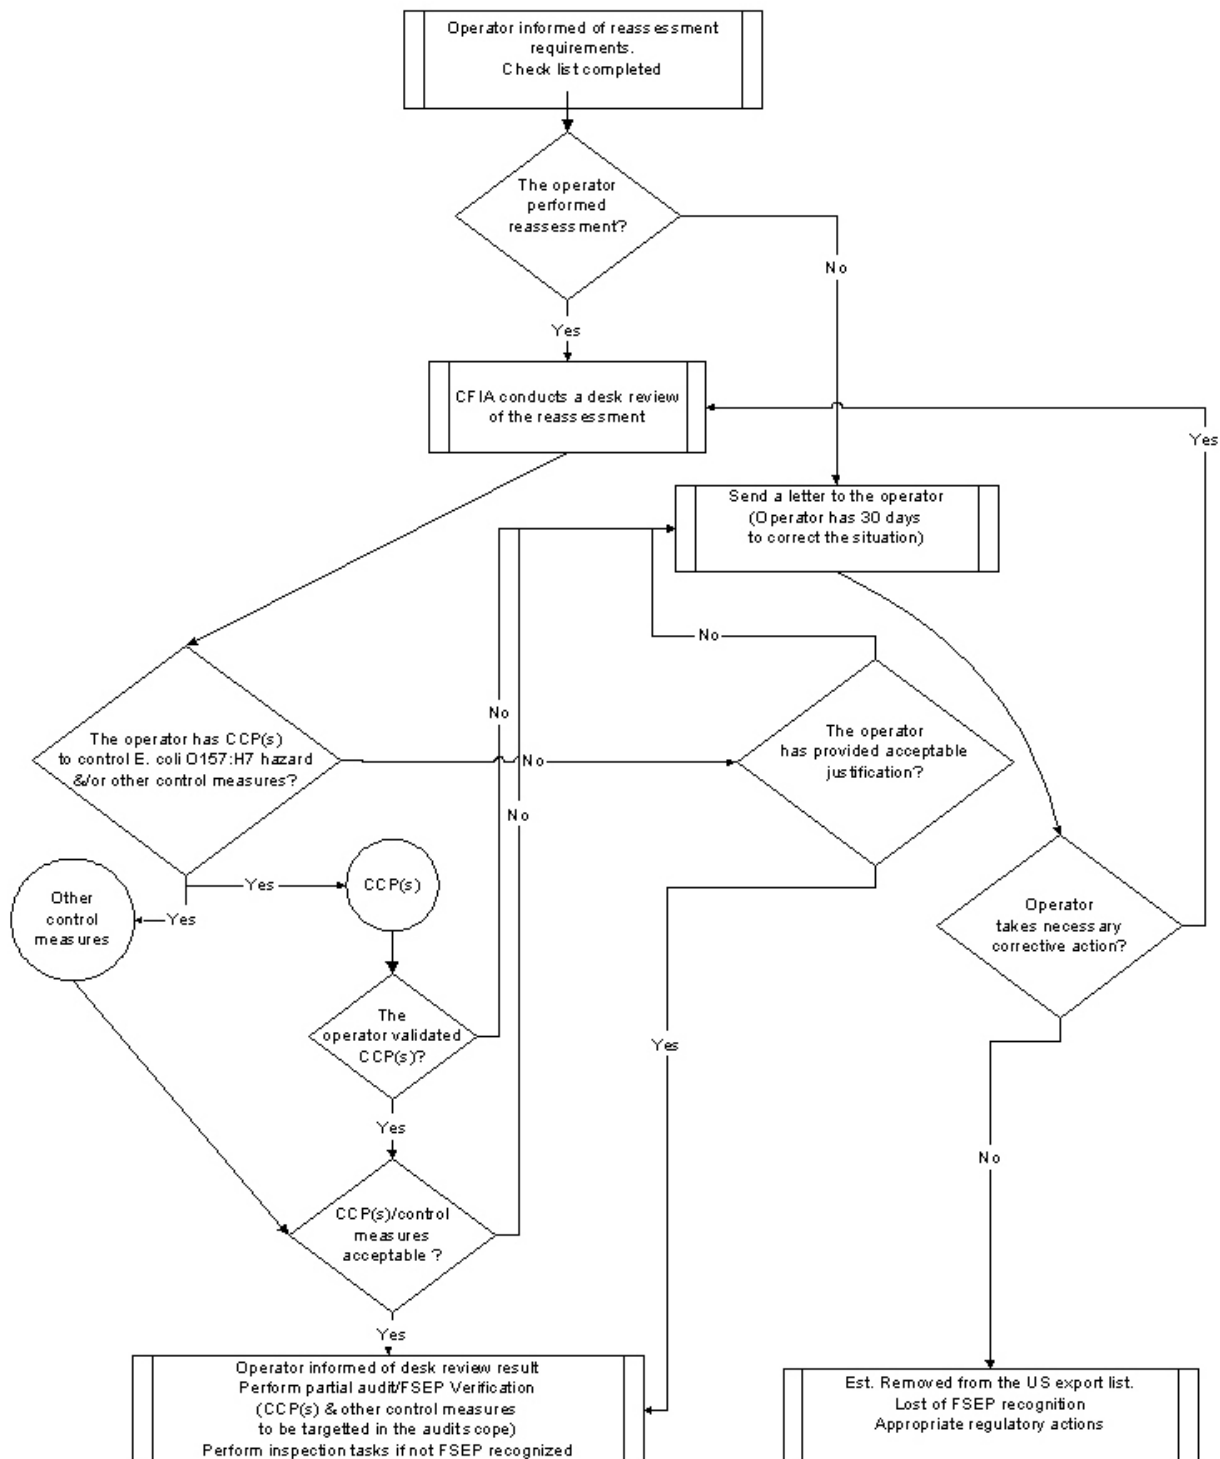 Operator informed of reassessment
requirements.
Check list completed
The operator
performed
reassessment?
No
Yes
CFIA conducts a desk review
of the reassessment
Yes
Send a letter to the operator
(Operator has 30 days
to correct the situation)
No
No
The operator has CCP(s)
to control E. coli O157:H7 hazard
&/or other control measures?
No
The operator
has provided acceptable
justification?
No
Yes
CCP(s)
Other
control
measures
Yes
Operator
takes necessary
corrective action?
The
operator validated
CCP(s)?
Yes
Yes
No
CCP(s)/control
measures
acceptable ?
Yes
Operator informed of desk review result
Perform partial audit/FSEP Verification
(CCP(s) & other control measures
to be targetted in the audit scope)
Perform inspection tasks if not FSEP recognized
Est. Removed from the US export list.
Lost of FSEP recognition
Appropriate regulatory actions